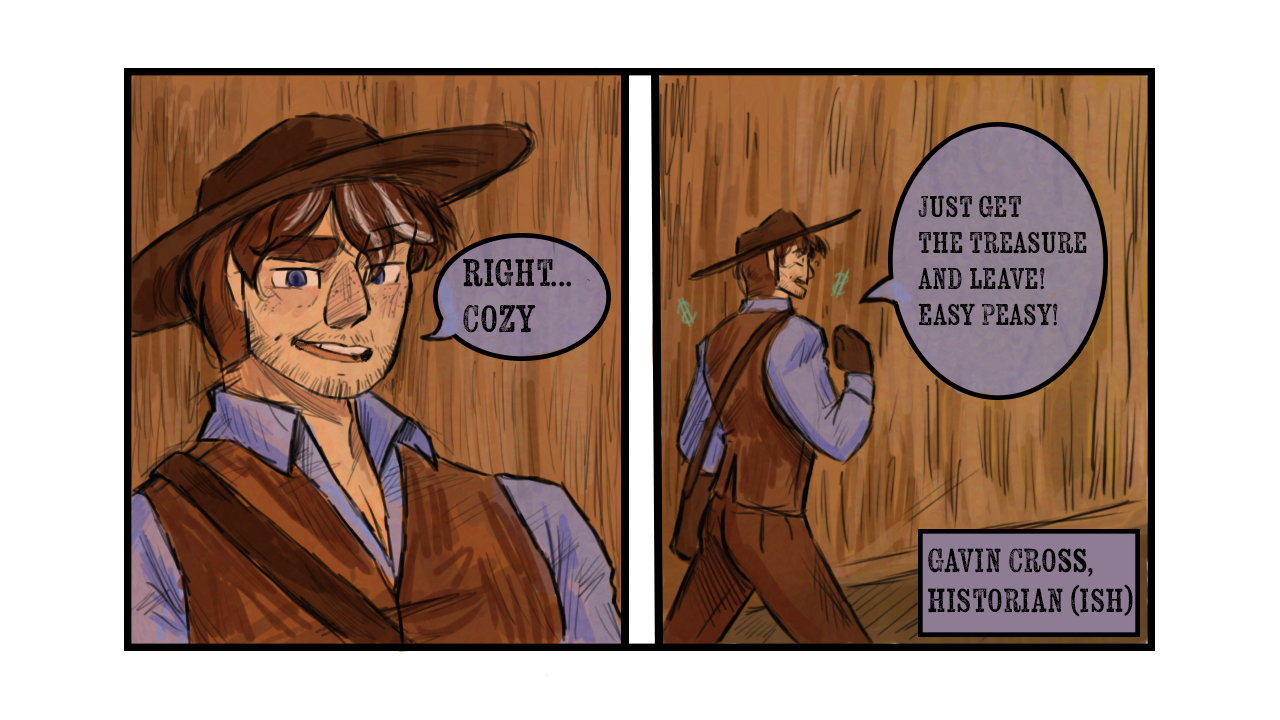 RIGHT...
COZY
JUST GET
THE TREASURE
AND LEAVE!
EASY PEASY!
GAVIN CROSS,
HISTORIAN (ISH)